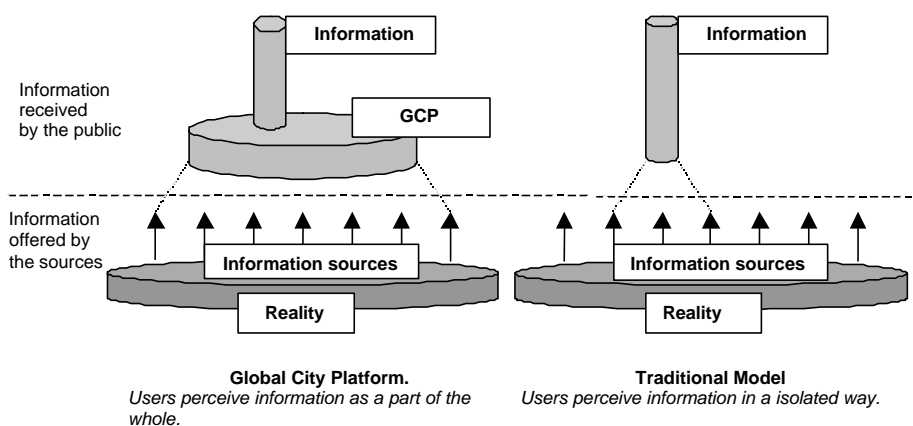 Information
Information
Information
received
by the public
GCP
Information
offered by
the sources
Information sources
Information sources
Reality
Reality
Global City Platform.
Users perceive information as a part of the
whole.
Traditional Model
Users perceive information in a isolated way.